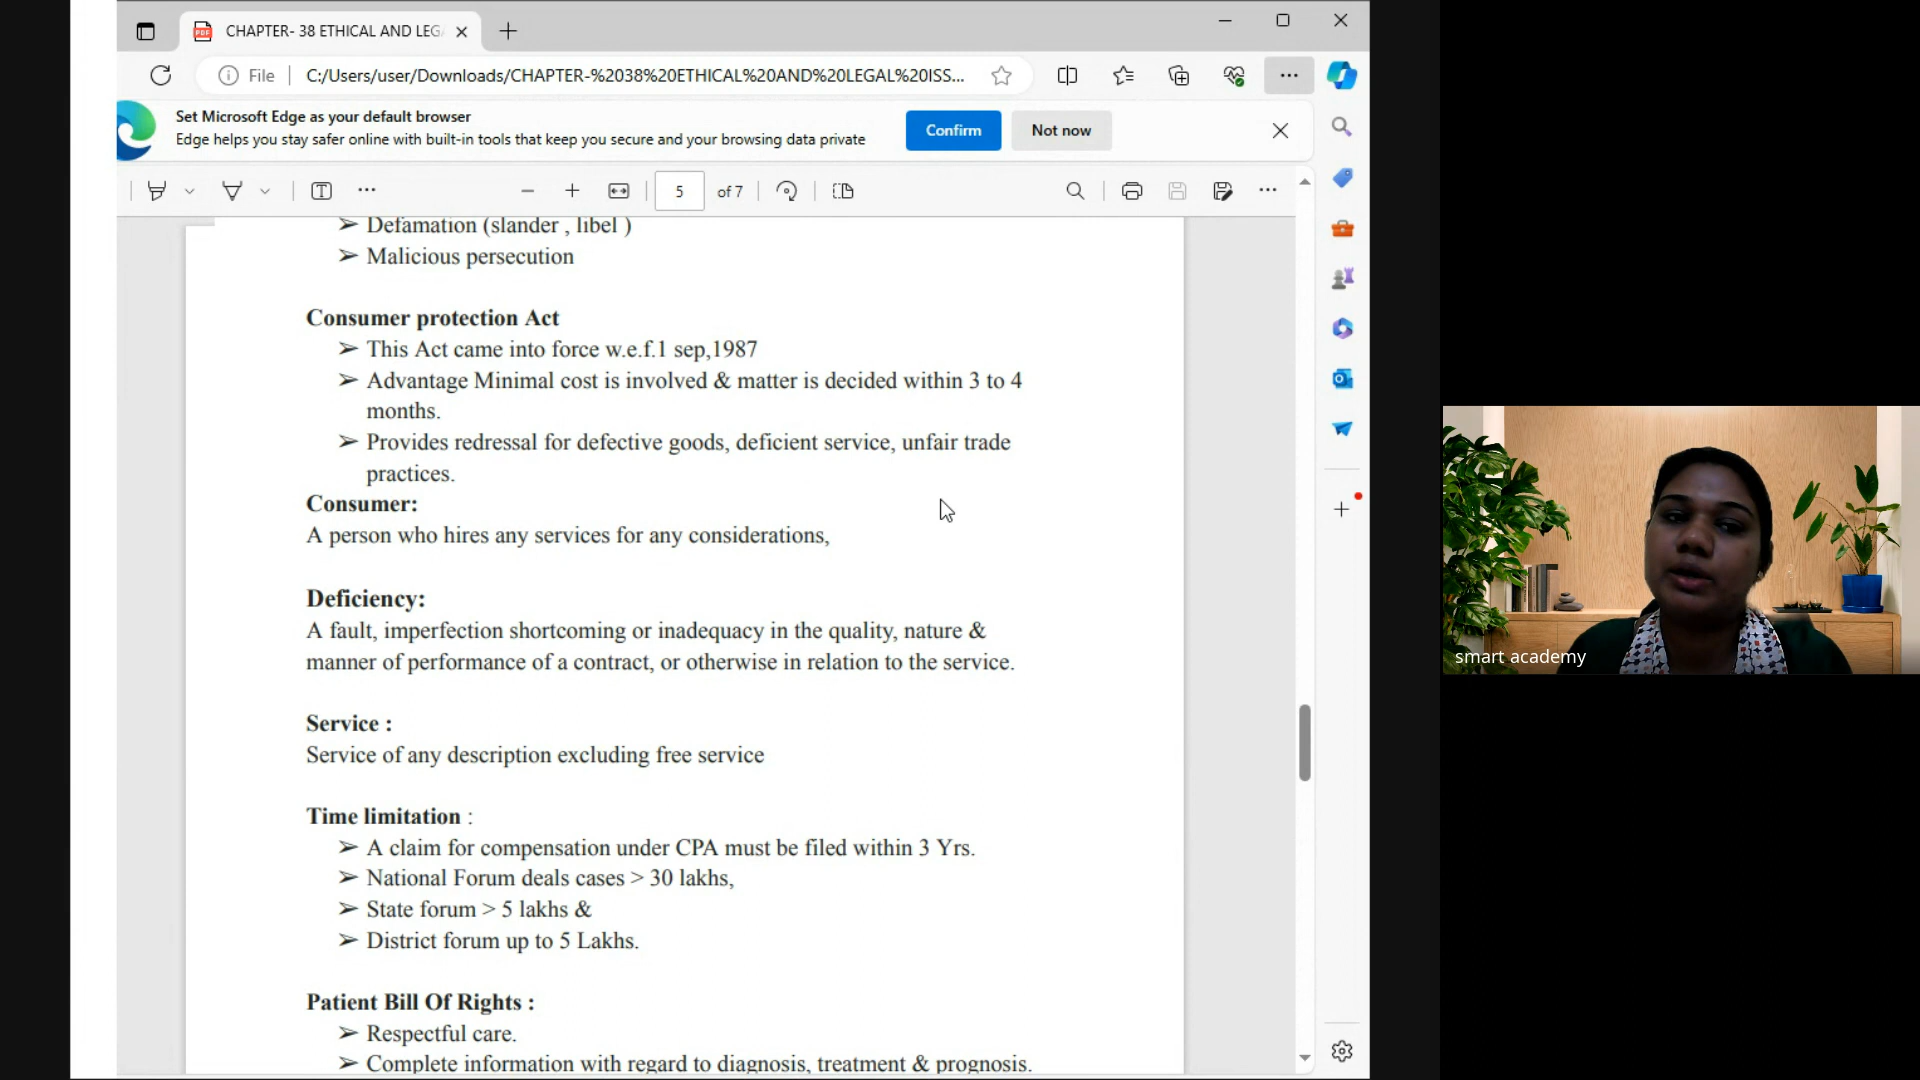 CHAPTER- 38 ETHICAL AND LEG
File
C:/Users/user/Downloads/CHAPTER-%2038%20ETHICAL%20AND%20LEGAL%20ISS...
Set Microsoft Edge as your default browser
Edge helps you stay safer online with built-in tools that keep you secure and your browsing data private
Confirm
Not now
5 of 7
➢ Defamation (slander , libel )
➢ Malicious persecution
Consumer protection Act
➢ This Act came into force w.e.f.1 sep,1987
➢ Advantage Minimal cost is involved & matter is decided within 3 to 4
months.
➢ Provides redressal for defective goods, deficient service, unfair trade
practices.
Consumer:
A person who hires any services for any considerations,
Deficiency:
A fault, imperfection shortcoming or inadequacy in the quality, nature &
manner of performance of a contract, or otherwise in relation to the service.
Service :
Service of any description excluding free service
Time limitation :
➢ A claim for compensation under CPA must be filed within 3 Yrs.
➢ National Forum deals cases > 30 lakhs,
➢ State forum > 5 lakhs &
➢ District forum up to 5 Lakhs.
Patient Bill Of Rights :
➢ Respectful care.
➢ Complete information with regard to diagnosis, treatment & prognosis.
smart academy